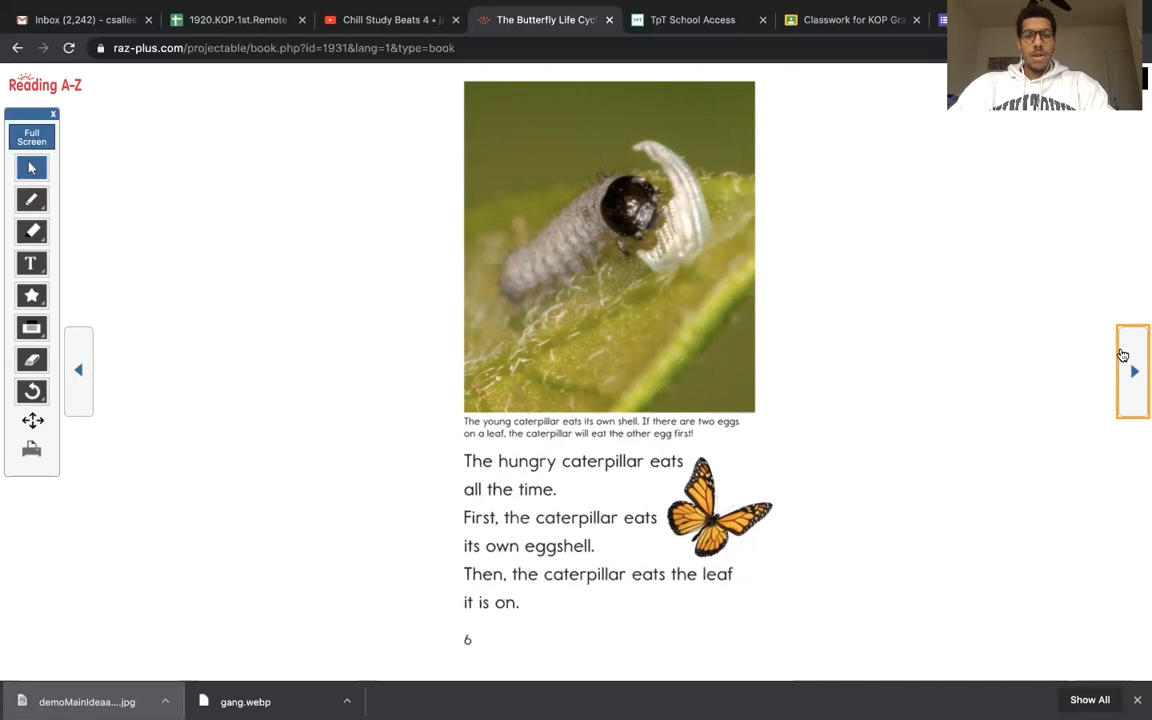 Inbox (2,242) - csallee
1920.KOP.1st.Remote
Chill Study Beats 4 •
The Butterfly Life Cycl
TpT School Access
Classwork for KOP Gra
raz-plus.com/projectable/book.php?id=1931&lang=1&type=book
Reading A-Z
x
Full
Screen
T
The young caterpillar eats its own shell. If there are two eggs
on a leaf, the caterpillar will eat the other egg first!
The hungry caterpillar eats
all the time.
First, the caterpillar eats
its own eggshell.
Then, the caterpillar eats the leaf
it is on.
6
demoMainIdeaa....jpg
gang.webp
Show All